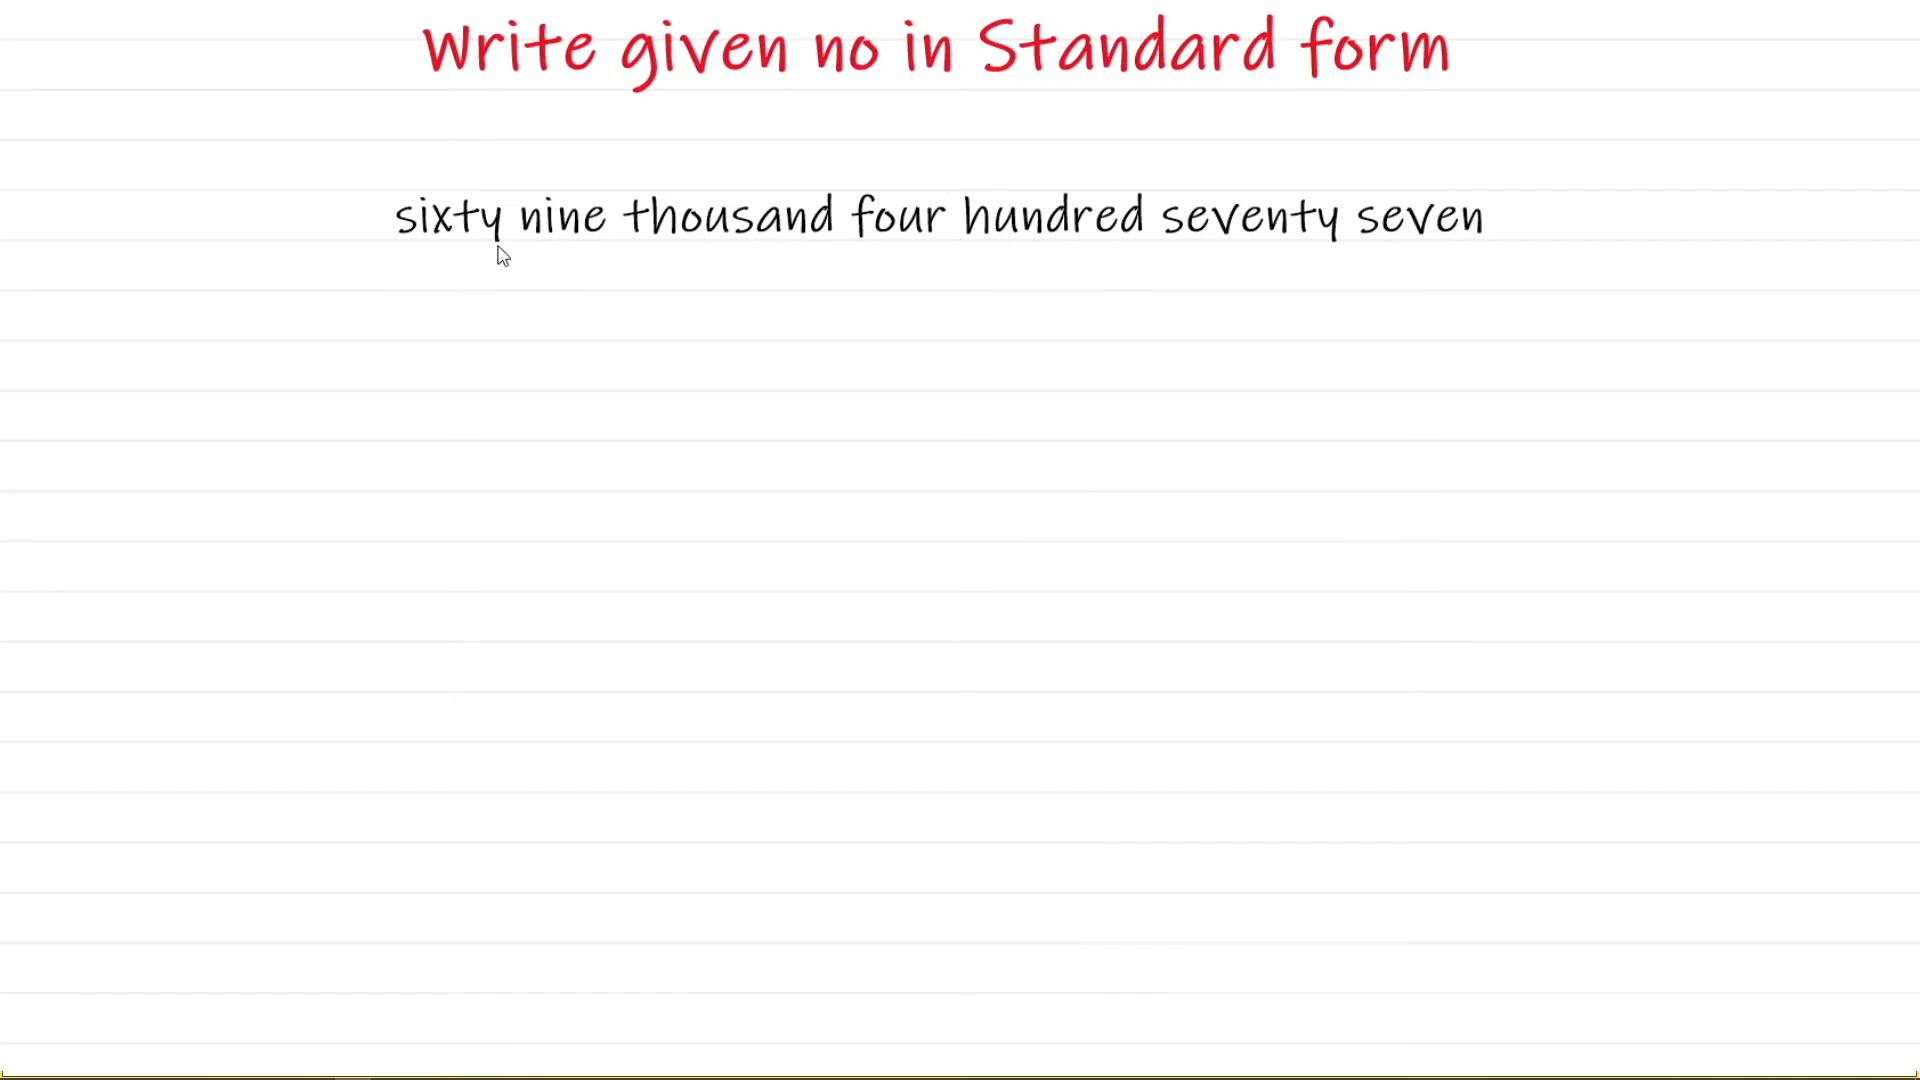 Write given no in Standard form
sixty nine thousand four hundred seventy seven